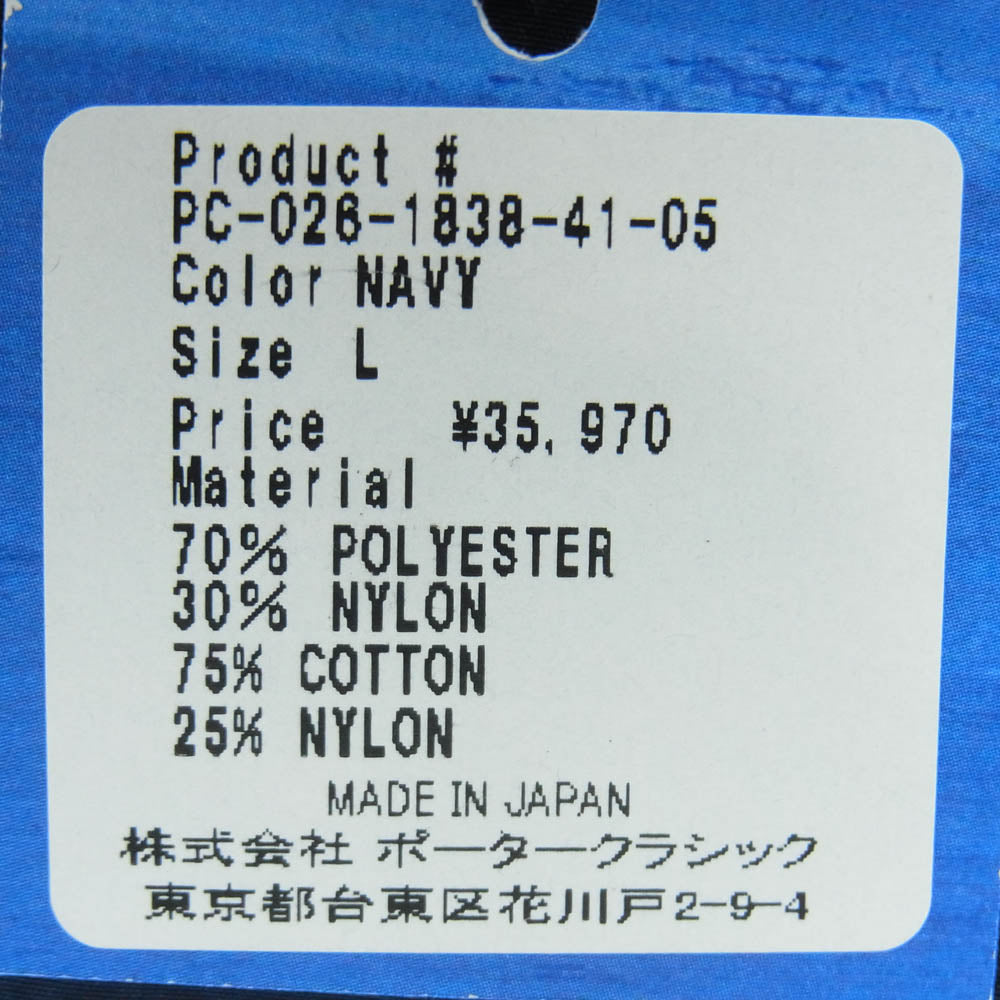 Product #
PC-026-1838-41-05
Color NAVY
Size L
Price ¥35,970
Material
70% POLYESTER
30% NYLON
75% COTTON
25% NYLON
MADE IN JAPAN
株式会社 ポータークラシック
東京都台東区花川戸2-9-4